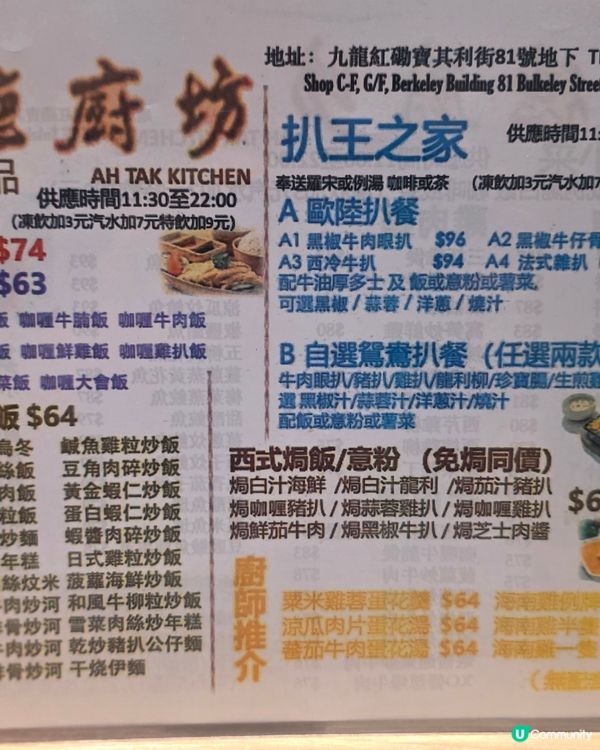 地址：九龍紅磡寶其利街81號地下
Shop C-F, G/F, Berkeley Building 81 Bulkeley Stree
廚坊
品
AH TAK KITCHEN
供應時間11:30至22:00
(凍飲加3元汽水加7元特飲加9元)
$74
$63
飯 咖喱牛腩飯 咖喱牛肉飯
飯 咖喱鮮雞飯 咖喱雞扒飯
菜飯 咖喱大會飯
飯 $64
烏冬 鹹魚雞粒炒飯
絲飯 豆角肉碎炒飯
肉飯 黃金蝦仁炒飯
粒飯 蛋白蝦仁炒飯
炒麵 蝦醬肉碎炒飯
年糕 日式雞粒炒飯
絲炆米 菠蘿海鮮炒飯
牛肉炒河 和風牛柳粒炒飯
排骨炒河 雪菜肉絲炒年糕
牛肉炒河 乾炒豬扒公仔麵
排骨炒河 干燒伊麵
扒王之家
供應時間11:
奉送羅宋或例湯 咖啡或茶 (凍飲加3元汽水加7
A 歐陸扒餐
A1 黑椒牛肉眼扒 $96 A2 黑椒牛仔骨
A3 西冷牛扒 $94 A4 法式雜扒
配牛油厚多士及 飯或意粉或薯菜
可選黑椒 / 蒜蓉 / 洋蔥 / 燒汁
B 自選鴛鴦扒餐 (任選兩款
牛肉眼扒/豬扒/雞扒/龍利柳/珍寶腸/生煎雞
選 黑椒汁/蒜蓉汁/洋蔥汁/燒汁
配飯或意粉或薯菜
西式焗飯/意粉 (免焗同價)
焗白汁海鮮 /焗白汁龍利 /焗茄汁豬扒
焗咖喱豬扒 / 焗蒜蓉雞扒 /焗咖喱雞扒
焗鮮茄牛肉 /焗黑椒牛扒 /焗芝士肉醬
$6
廚師推介
粟米雞蓉蛋花羹 $64 海南雞例牌
涼瓜肉片蛋花湯 $64 海南雞半隻
蕃茄牛肉蛋花湯 $64 海南雞一隻
U Community